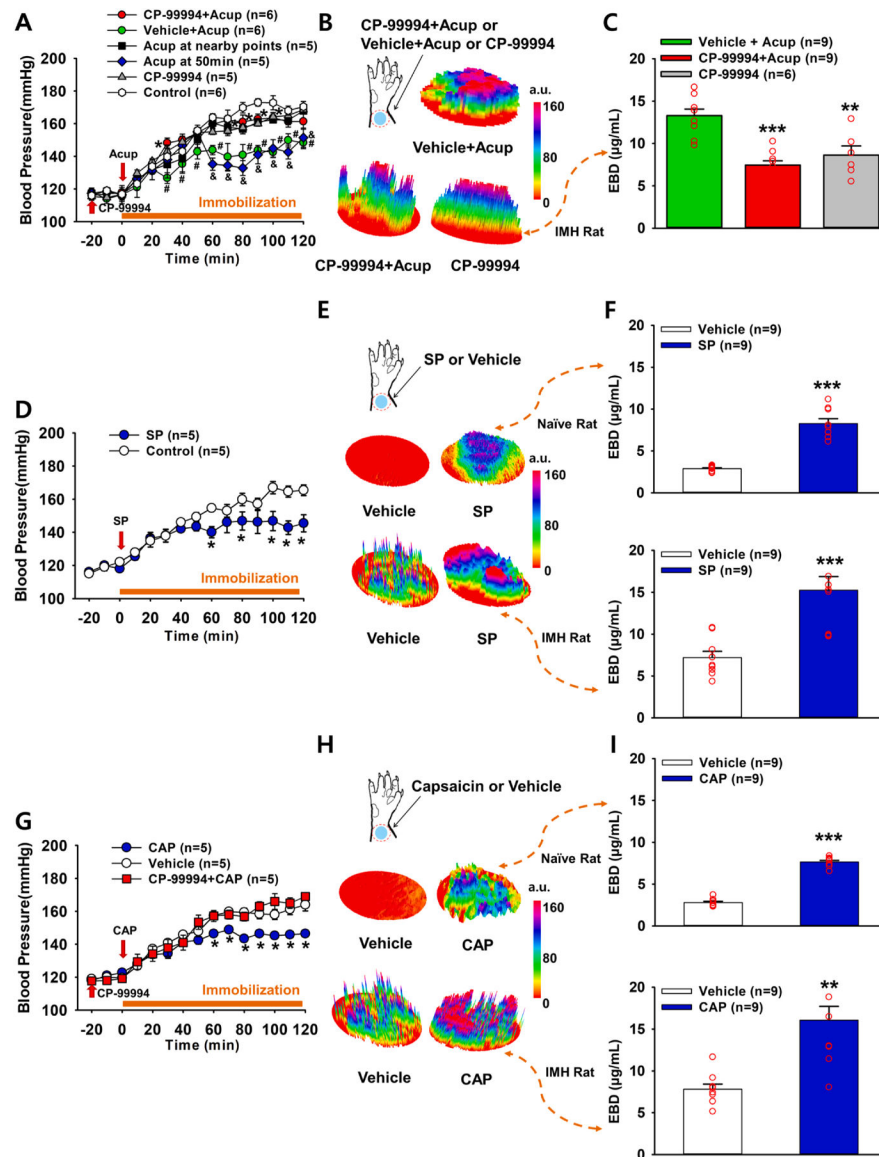 A
CP-99994+Acup (n=6)
Vehicle+Acup (n=6)
Acup at nearby points (n=5)
Acup at 50min (n=5)
CP-99994 (n=5)
Control (n=6)
Blood Pressure(mmHg)
200
180
160
140
120
100
Acup
CP-99994
Immobilization
* * * *
# # # # # # # # # #
& & & & & & &
-20 0 20 40 60 80 100 120
Time (min)
B
CP-99994+Acup or
Vehicle+Acup or CP-99994
a.u.
160
80
0
Vehicle+Acup
IMH Rat
CP-99994+Acup
CP-99994
C
Vehicle + Acup (n=9)
CP-99994+Acup (n=9)
CP-99994 (n=6)
EBD (µg/mL)
20
15
10
5
0
***
**
D
SP (n=5)
Control (n=5)
Blood Pressure(mmHg)
200
180
160
140
120
100
SP
Immobilization
* * * * *
-20 0 20 40 60 80 100 120
Time (min)
E
SP or Vehicle
Naïve Rat
a.u.
160
80
0
Vehicle
SP
Vehicle
SP
IMH Rat
F
Vehicle (n=9)
SP (n=9)
EBD (µg/mL)
20
15
10
5
0
***
Vehicle (n=9)
SP (n=9)
EBD (µg/mL)
20
15
10
5
0
***
G
CAP (n=5)
Vehicle (n=5)
CP-99994+CAP (n=5)
Blood Pressure(mmHg)
200
180
160
140
120
100
CAP
CP-99994
Immobilization
* * * * * * *
-20 0 20 40 60 80 100 120
Time (min)
H
Capsaicin or Vehicle
Naïve Rat
a.u.
160
80
0
Vehicle
CAP
Vehicle
CAP
IMH Rat
I
Vehicle (n=9)
CAP (n=9)
EBD (µg/mL)
20
15
10
5
0
***
Vehicle (n=9)
CAP (n=9)
EBD (µg/mL)
20
15
10
5
0
**